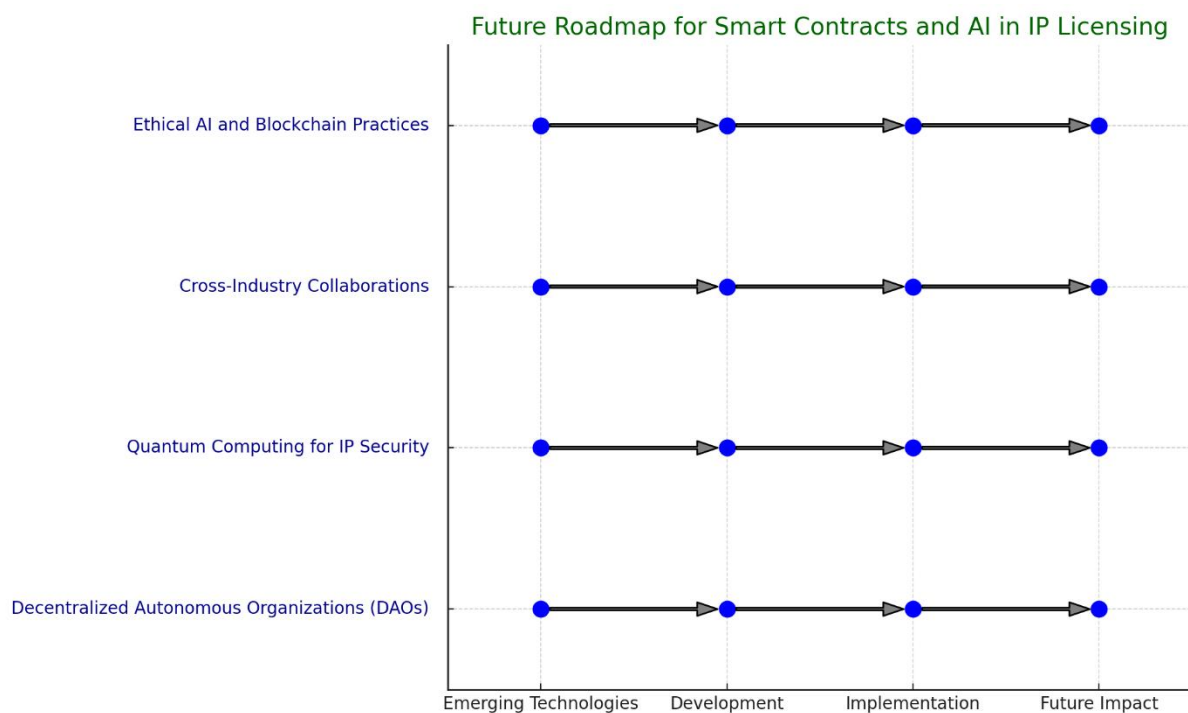 Future Roadmap for Smart Contracts and AI in IP Licensing
Ethical AI and Blockchain Practices
Cross-Industry Collaborations
Quantum Computing for IP Security
Decentralized Autonomous Organizations (DAOs)
Emerging Technologies
Development
Implementation
Future Impact